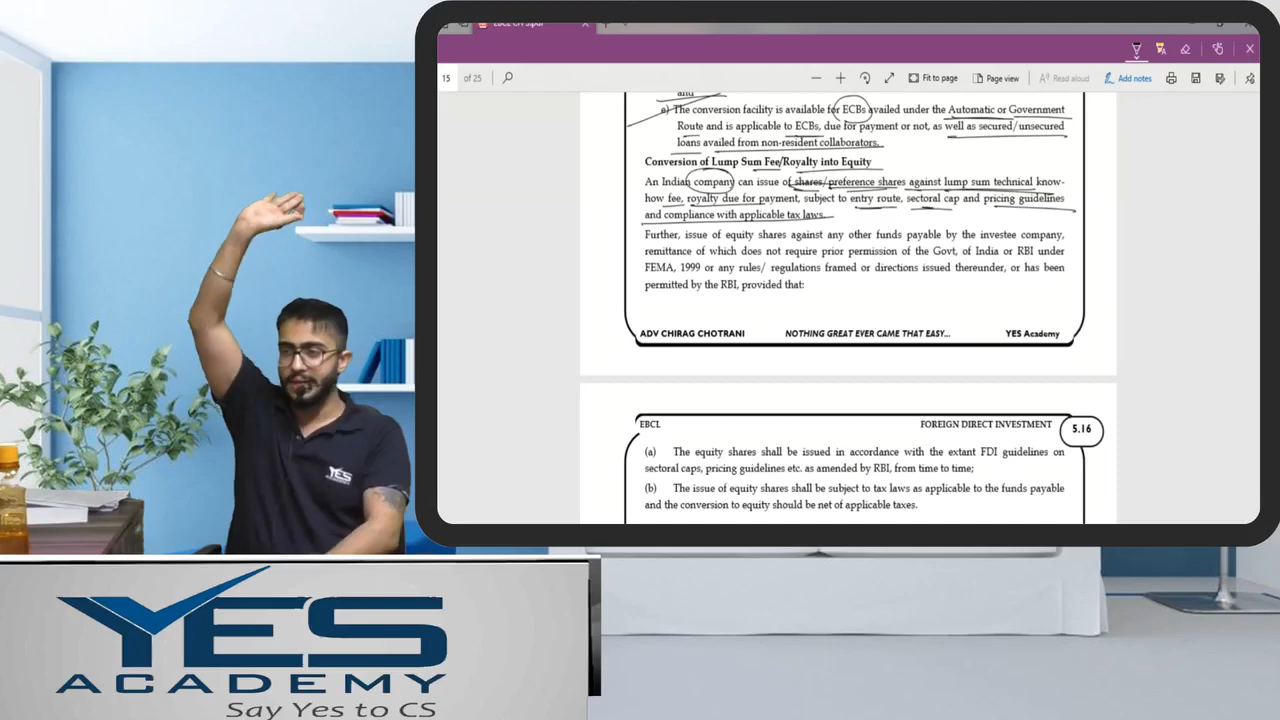 15 of 25
Fit to page
Page view
Read aloud
Add notes
and
e) The conversion facility is available for ECBs availed under the Automatic or Government
Route and is applicable to ECBs, due for payment or not, as well as secured/unsecured
loans availed from non-resident collaborators.
Conversion of Lump Sum Fee/Royalty into Equity
An Indian company can issue of shares/preference shares against lump sum technical know-
how fee, royalty due for payment, subject to entry route, sectoral cap and pricing guidelines
and compliance with applicable tax laws.
Further, issue of equity shares against any other funds payable by the investee company,
remittance of which does not require prior permission of the Govt, of India or RBI under
FEMA, 1999 or any rules/ regulations framed or directions issued thereunder, or has been
permitted by the RBI, provided that:
ADV CHIRAG CHOTRANI NOTHING GREAT EVER CAME THAT EASY... YES Academy
EBCL FOREIGN DIRECT INVESTMENT 5.16
(a) The equity shares shall be issued in accordance with the extant FDI guidelines on
sectoral caps, pricing guidelines etc. as amended by RBI, from time to time;
(b) The issue of equity shares shall be subject to tax laws as applicable to the funds payable
and the conversion to equity should be net of applicable taxes.
YES
YES
ACADEMY
Say Yes to CS